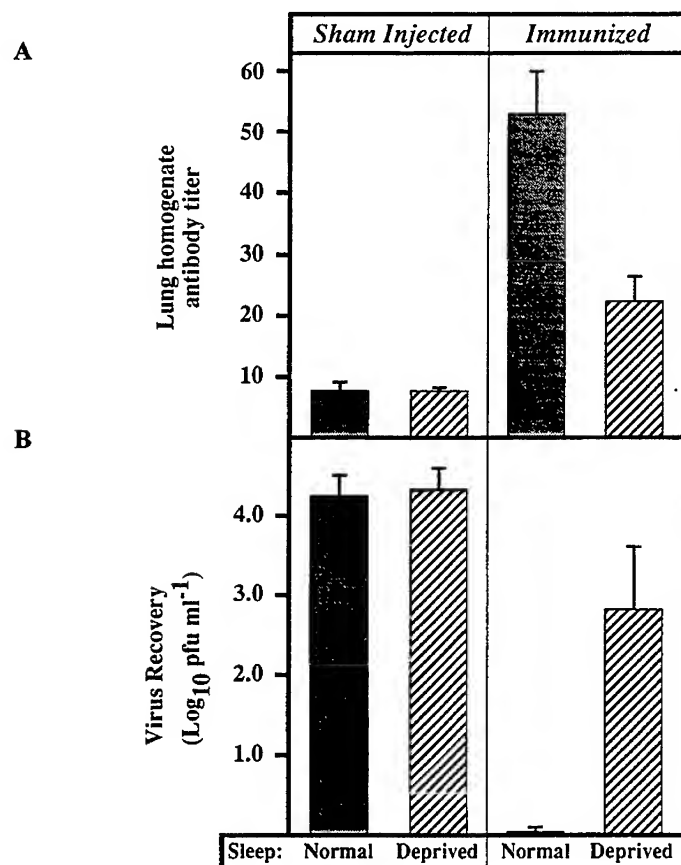 Sham Injected Immunized
A
60
50
40
30
20
10
Lung homogenate
antibody titer
B
4.0
3.0
2.0
1.0
Virus Recovery
(Log10 pfu ml-1)
Sleep: Normal Deprived Normal Deprived